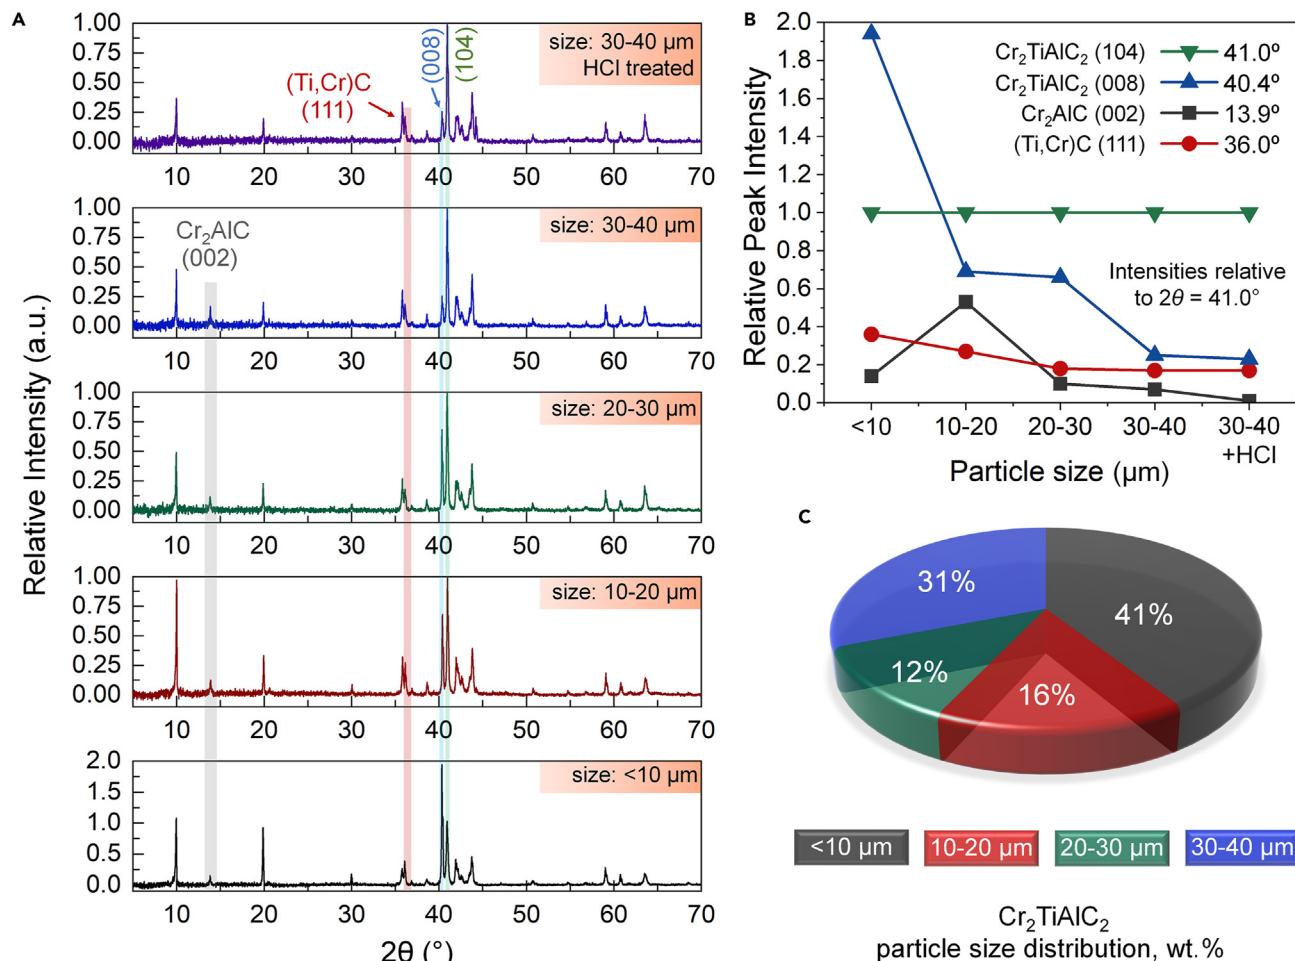 A
Relative Intensity (a.u.)
1.00
0.75
0.50
0.25
0.00
size: 30-40 µm
HCl treated
(Ti,Cr)C
(111)
(008)
(104)
10 20 30 40 50 60 70
1.00
0.75
0.50
0.25
0.00
size: 30-40 µm
Cr₂AlC
(002)
10 20 30 40 50 60 70
1.00
0.75
0.50
0.25
0.00
size: 20-30 µm
10 20 30 40 50 60 70
1.00
0.75
0.50
0.25
0.00
size: 10-20 µm
10 20 30 40 50 60 70
2.0
1.5
1.0
0.5
0.0
size: <10 µm
10 20 30 40 50 60 70
2θ (°)
B
Relative Peak Intensity
2.0
1.8
1.6
1.4
1.2
1.0
0.8
0.6
0.4
0.2
0.0
Cr₂TiAlC₂ (104) 41.0º
Cr₂TiAlC₂ (008) 40.4º
Cr₂AlC (002) 13.9º
(Ti,Cr)C (111) 36.0º
Intensities relative
to 2θ = 41.0°
<10 10-20 20-30 30-40 30-40
+HCl
Particle size (µm)
C
31%
41%
12%
16%
<10 µm 10-20 µm 20-30 µm 30-40 µm
Cr₂TiAlC₂
particle size distribution, wt.%